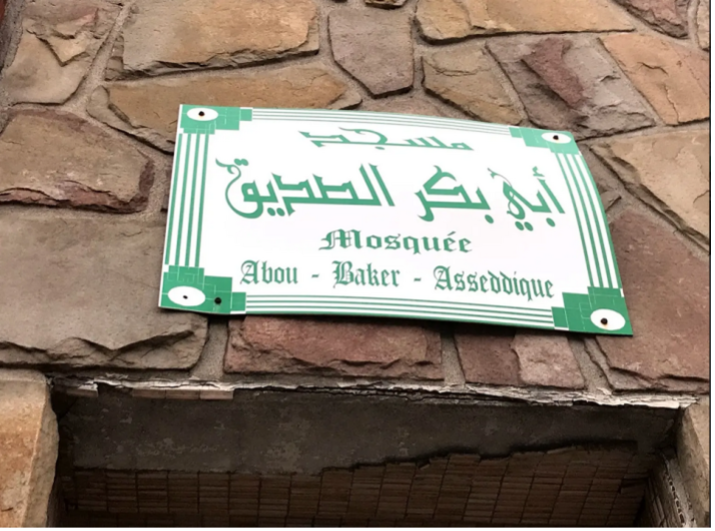 مسجد
أبي بكر الصديق
Mosquée
Abou - Baker - Asseddique